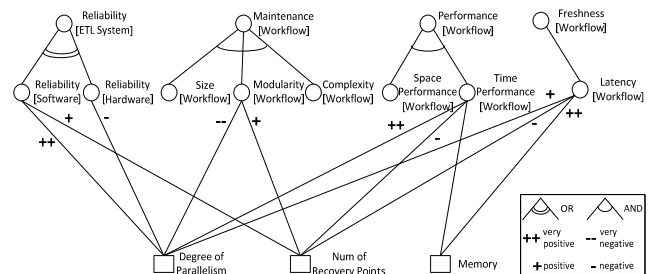 Reliability
[ETL System]
Maintenance
[Workflow]
Performance
[Workflow]
Freshness
[Workflow]
Reliability
[Software]
Reliability
[Hardware]
Size
[Workflow]
Modularity
[Workflow]
Complexity
[Workflow]
Space
Performance
[Workflow]
Time
Performance
[Workflow]
Latency
[Workflow]
++
+
-
--
+
++
-
+
-
++
Degree of
Parallelism
Num of
Recovery Points
Memory
OR
AND
++ very
positive
-- very
negative
+ positive
- negative